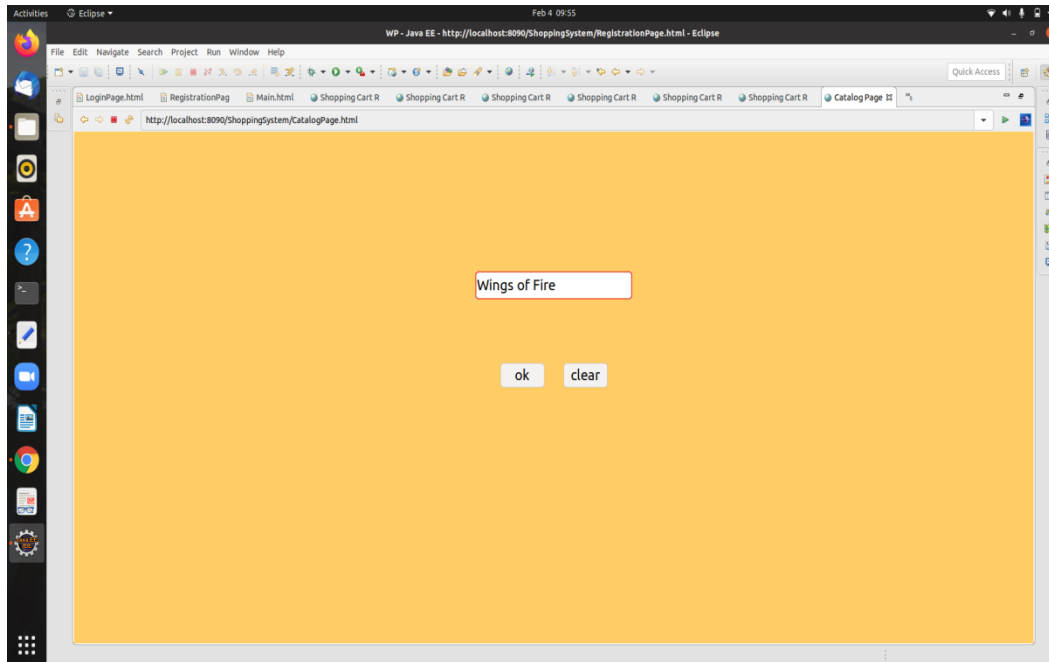 Activities Eclipse Feb 4 09:55
WP - Java EE - http://localhost:8090/ShoppingSystem/RegistrationPage.html - Eclipse
File Edit Navigate Search Project Run Window Help
Quick Access
LoginPage.html RegistrationPag Main.html Shopping Cart R Shopping Cart R Shopping Cart R Shopping Cart R Shopping Cart R Shopping Cart R Catalog Page
http://localhost:8090/ShoppingSystem/CatalogPage.html
Wings of Fire
ok clear